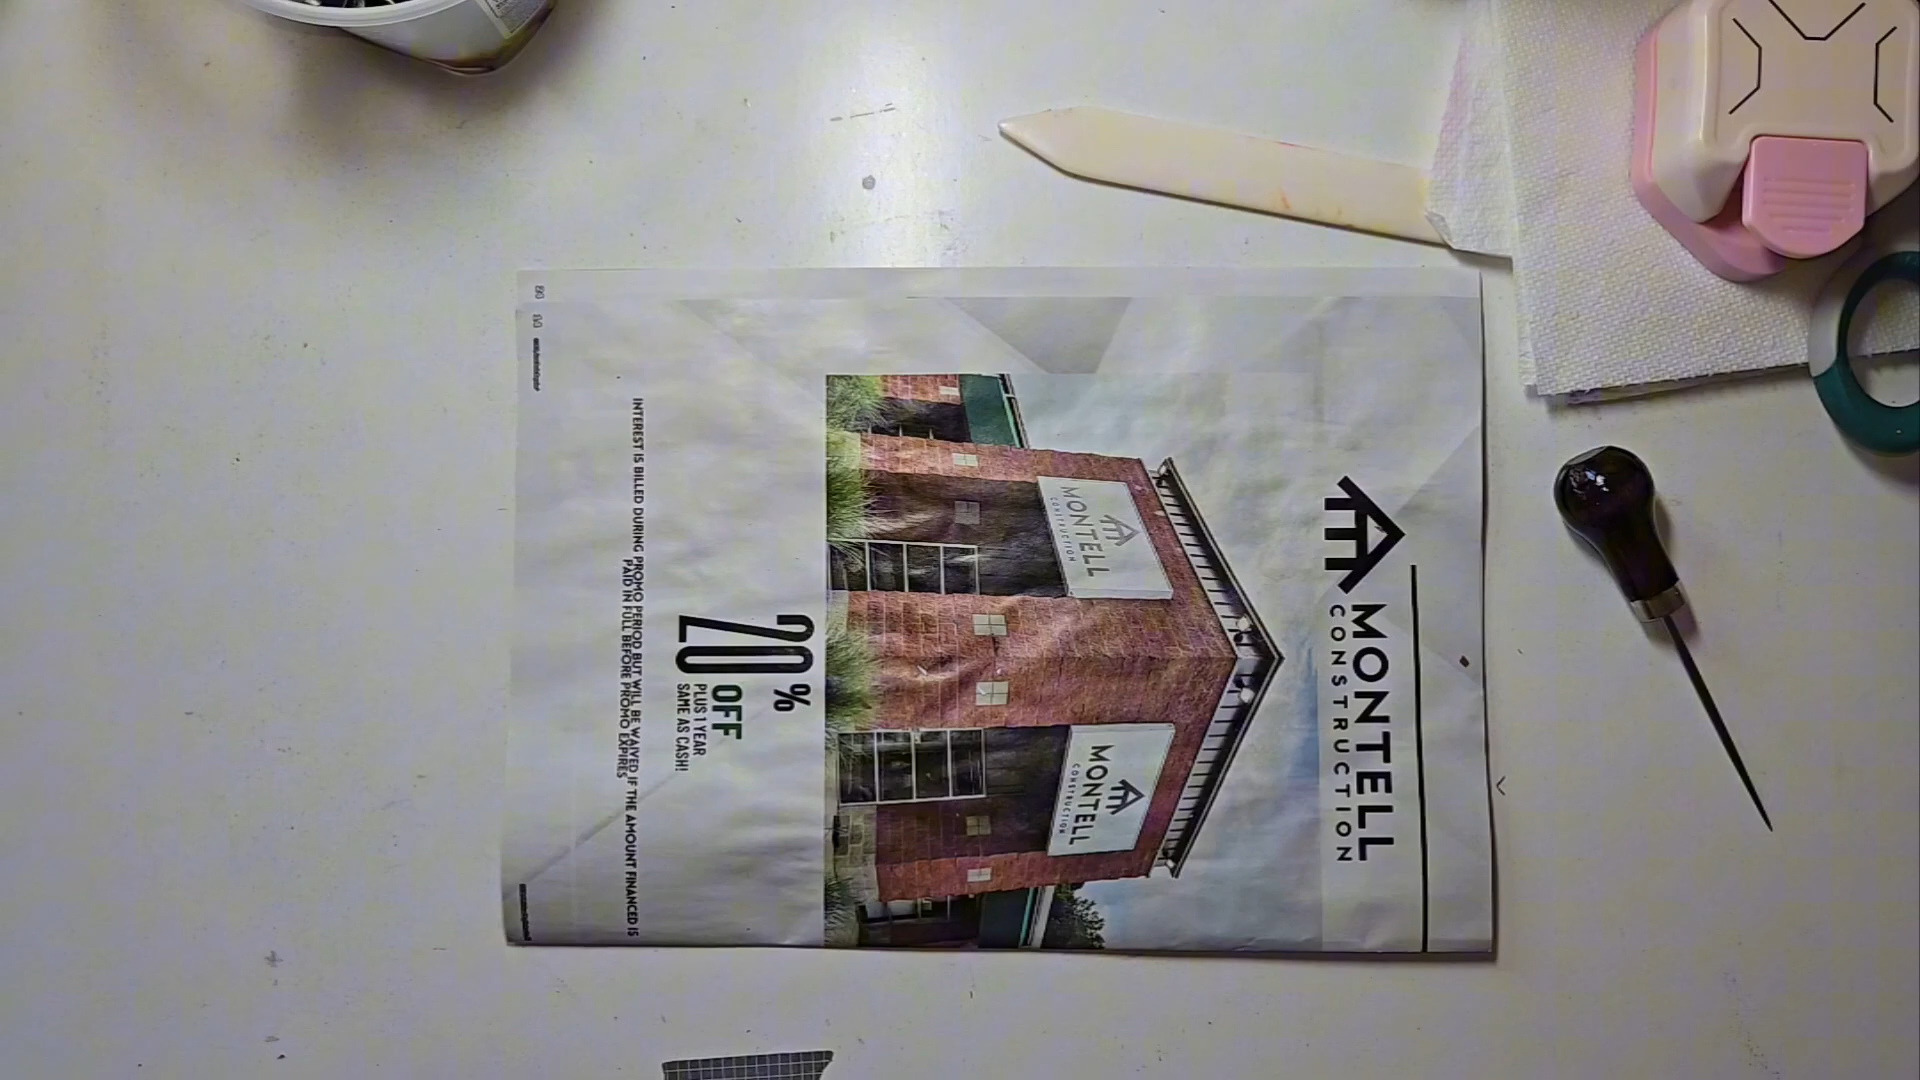 MONTELL
CONSTRUCTION
MONTELL
CONSTRUCTION
MONTELL
CONSTRUCTION
20%
OFF
PLUS 1 YEAR
SAME AS CASH!
INTEREST IS BILLED DURING PROMO PERIOD BUT WILL BE WAIVED IF THE AMOUNT FINANCED IS
PAID IN FULL BEFORE PROMO EXPIRES